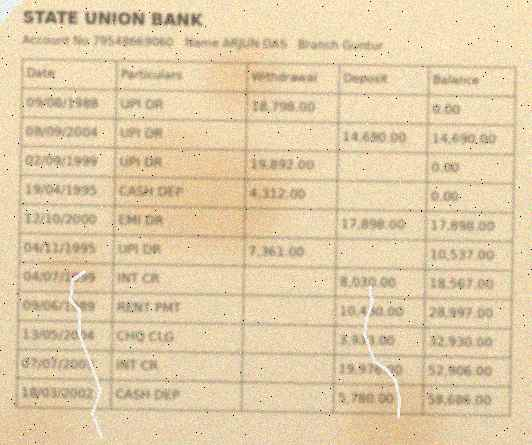 STATE UNION BANK
Account No 79548669060 Name ARJUN DAS Branch Guntur
Date Particulars Withdrawal Deposit Balance
09/08/1988 UPI DR 18,798.00 0.00
08/09/2004 UPI DR 14,690.00 14,690.00
02/09/1999 UPI DR 19,892.00 0.00
19/04/1995 CASH DEP 4,312.00 0.00
12/10/2000 EMI DR 17,898.00 17,898.00
04/11/1995 UPI DR 7,361.00 10,537.00
INT CR 8,030.00 18,567.00
RENT PMT 28,997.00
CHQ CLG 32,930.00
INT CR 52,906.00
18/03/2002 CASH DEP 5,780.00 58,686.00